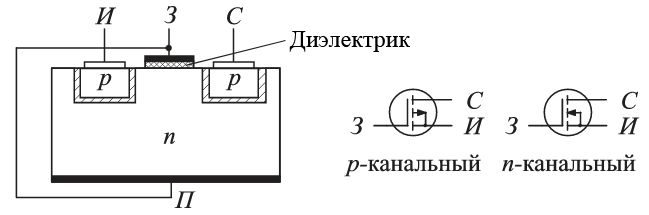 И З С
Диэлектрик
p p
n
П
С С
З И З И
p-канальный n-канальный